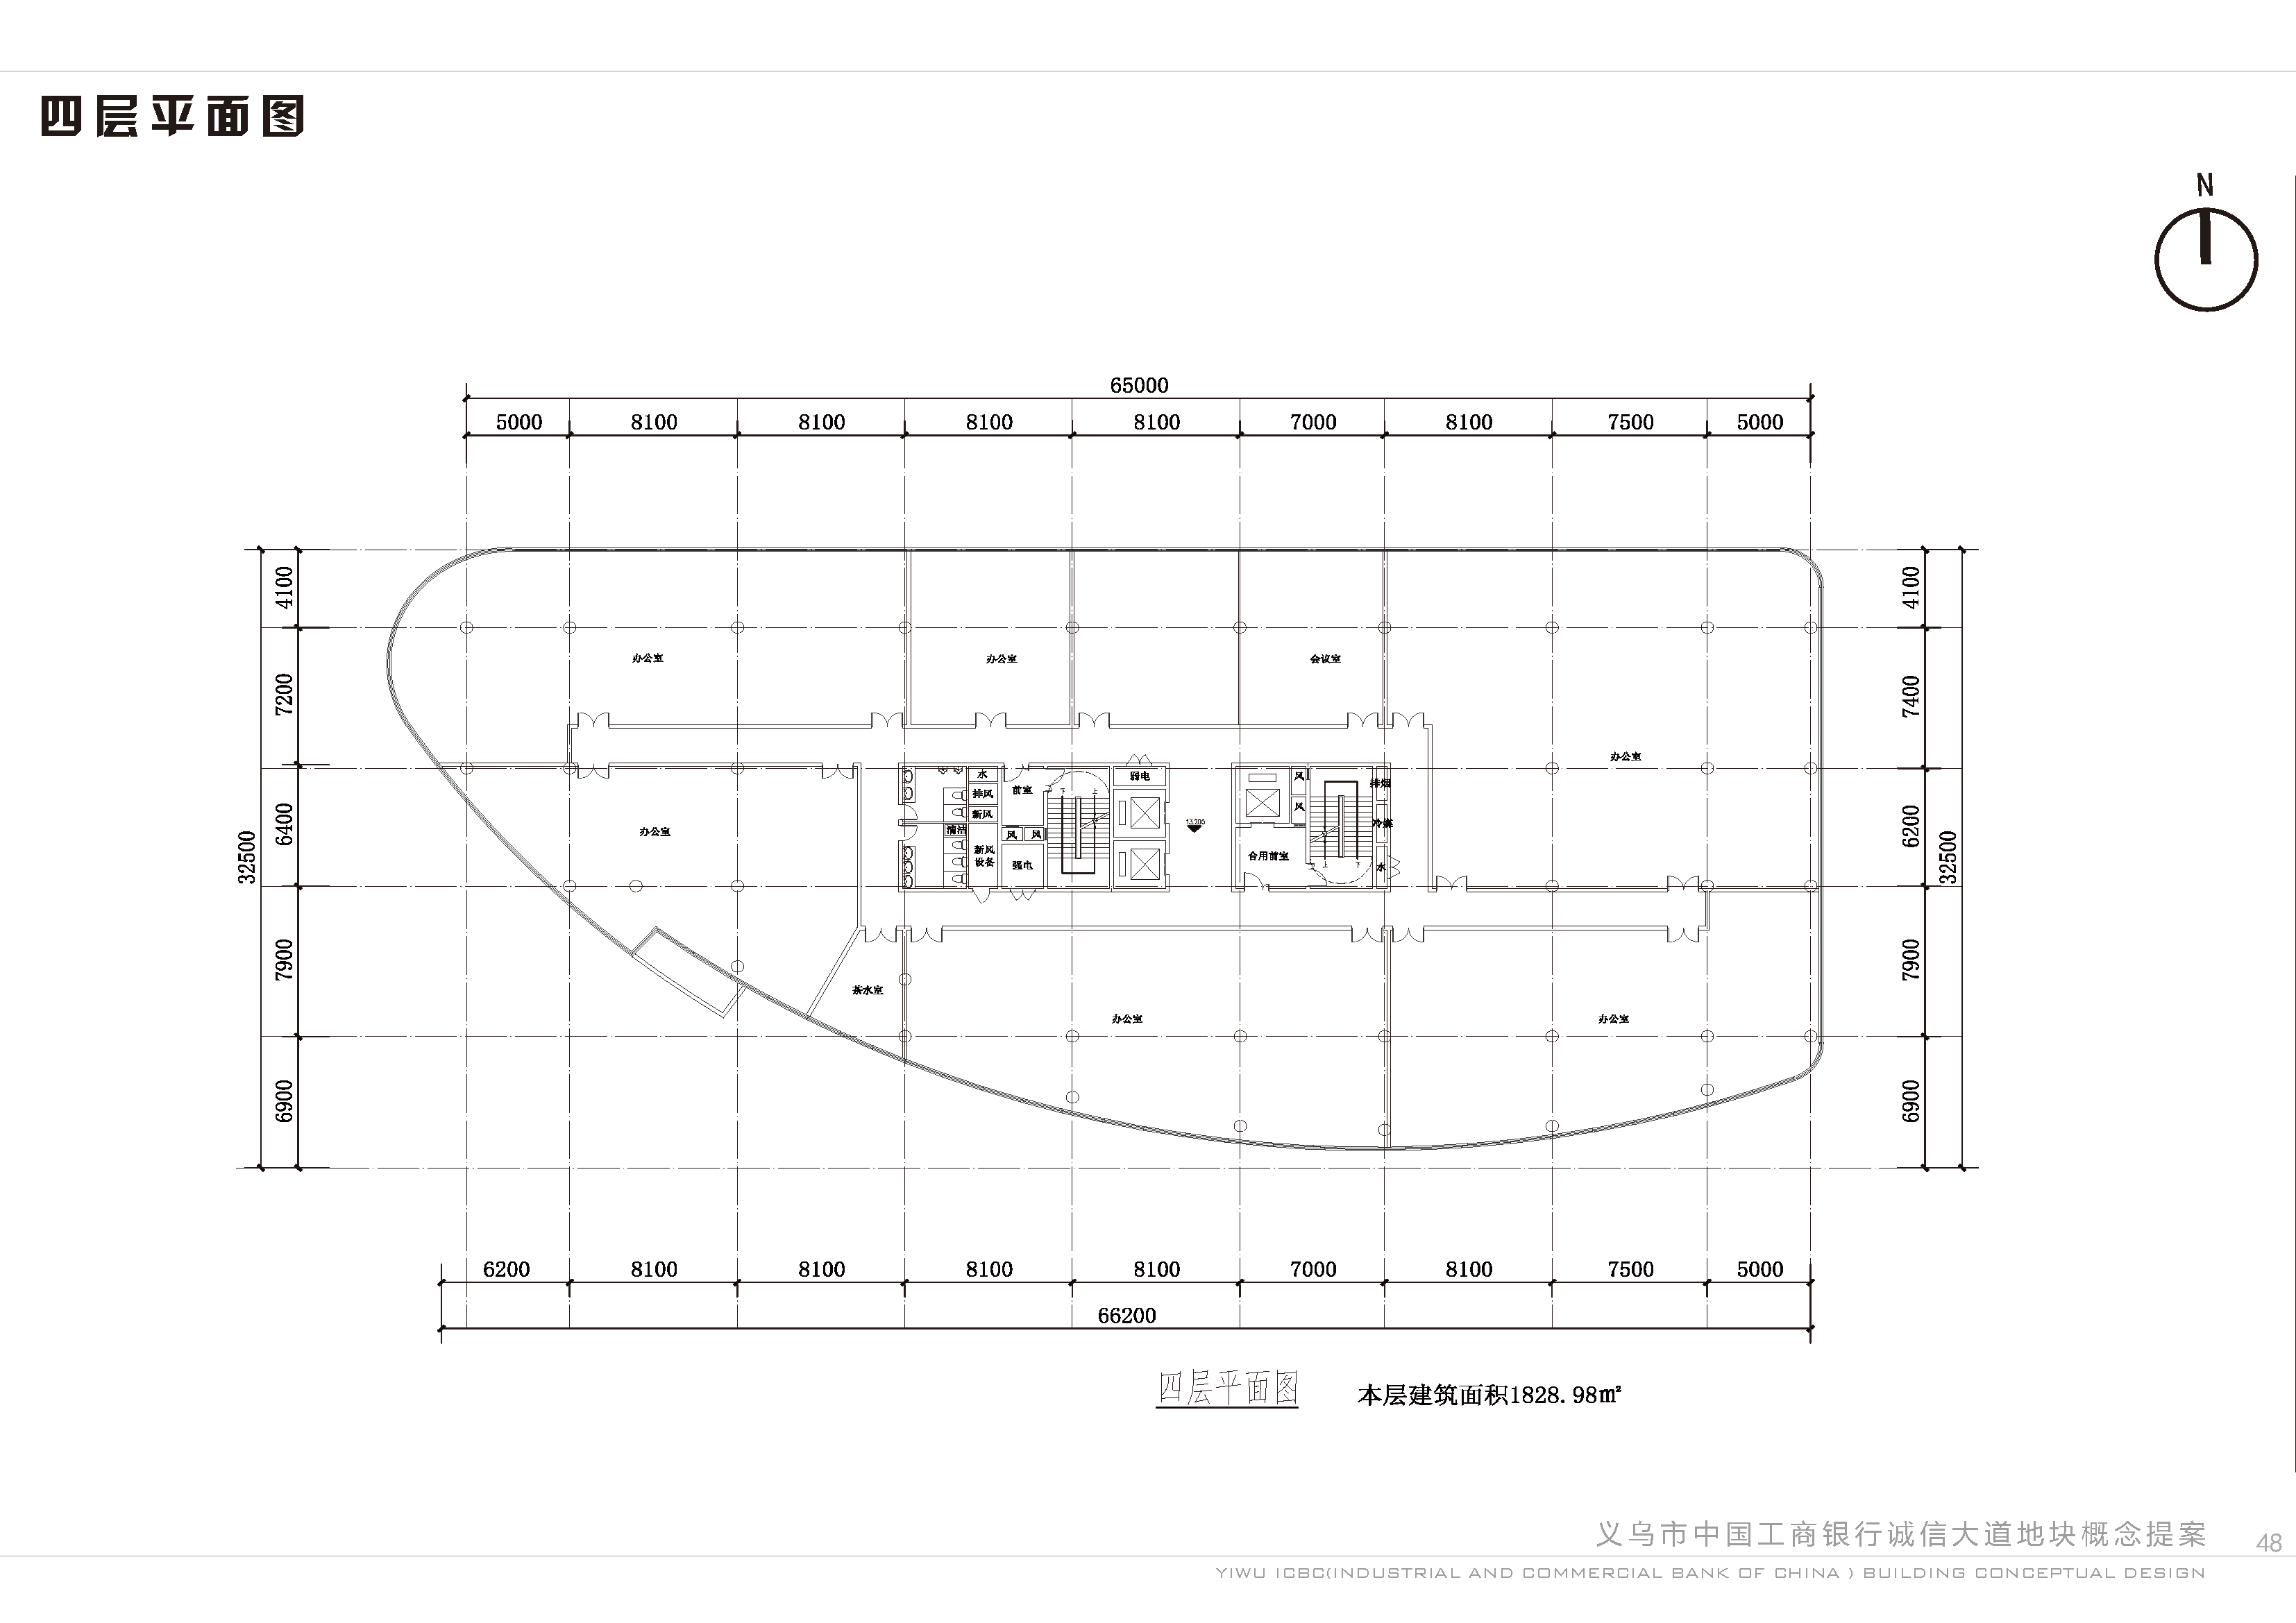 四层平面图
N
65000
5000 8100 8100 8100 8100 7000 8100 7500 5000
4100 7200 6400 7900 6900
32500
4100 7400 6200 7900 6900
32500
办公室 办公室 会议室
办公室
办公室
水 前室 弱电 风 排烟
排风
新风 风 冷媒
清洁 风 风
新风设备 强电
下 上
13.200
合用前室 水
上 下
茶水室
办公室 办公室
6200 8100 8100 8100 8100 7000 8100 7500 5000
66200
四层平面图 本层建筑面积1828.98㎡
义乌市中国工商银行诚信大道地块概念提案 48
YIWU ICBC(INDUSTRIAL AND COMMERCIAL BANK OF CHINA ) BUILDING CONCEPTUAL DESIGN